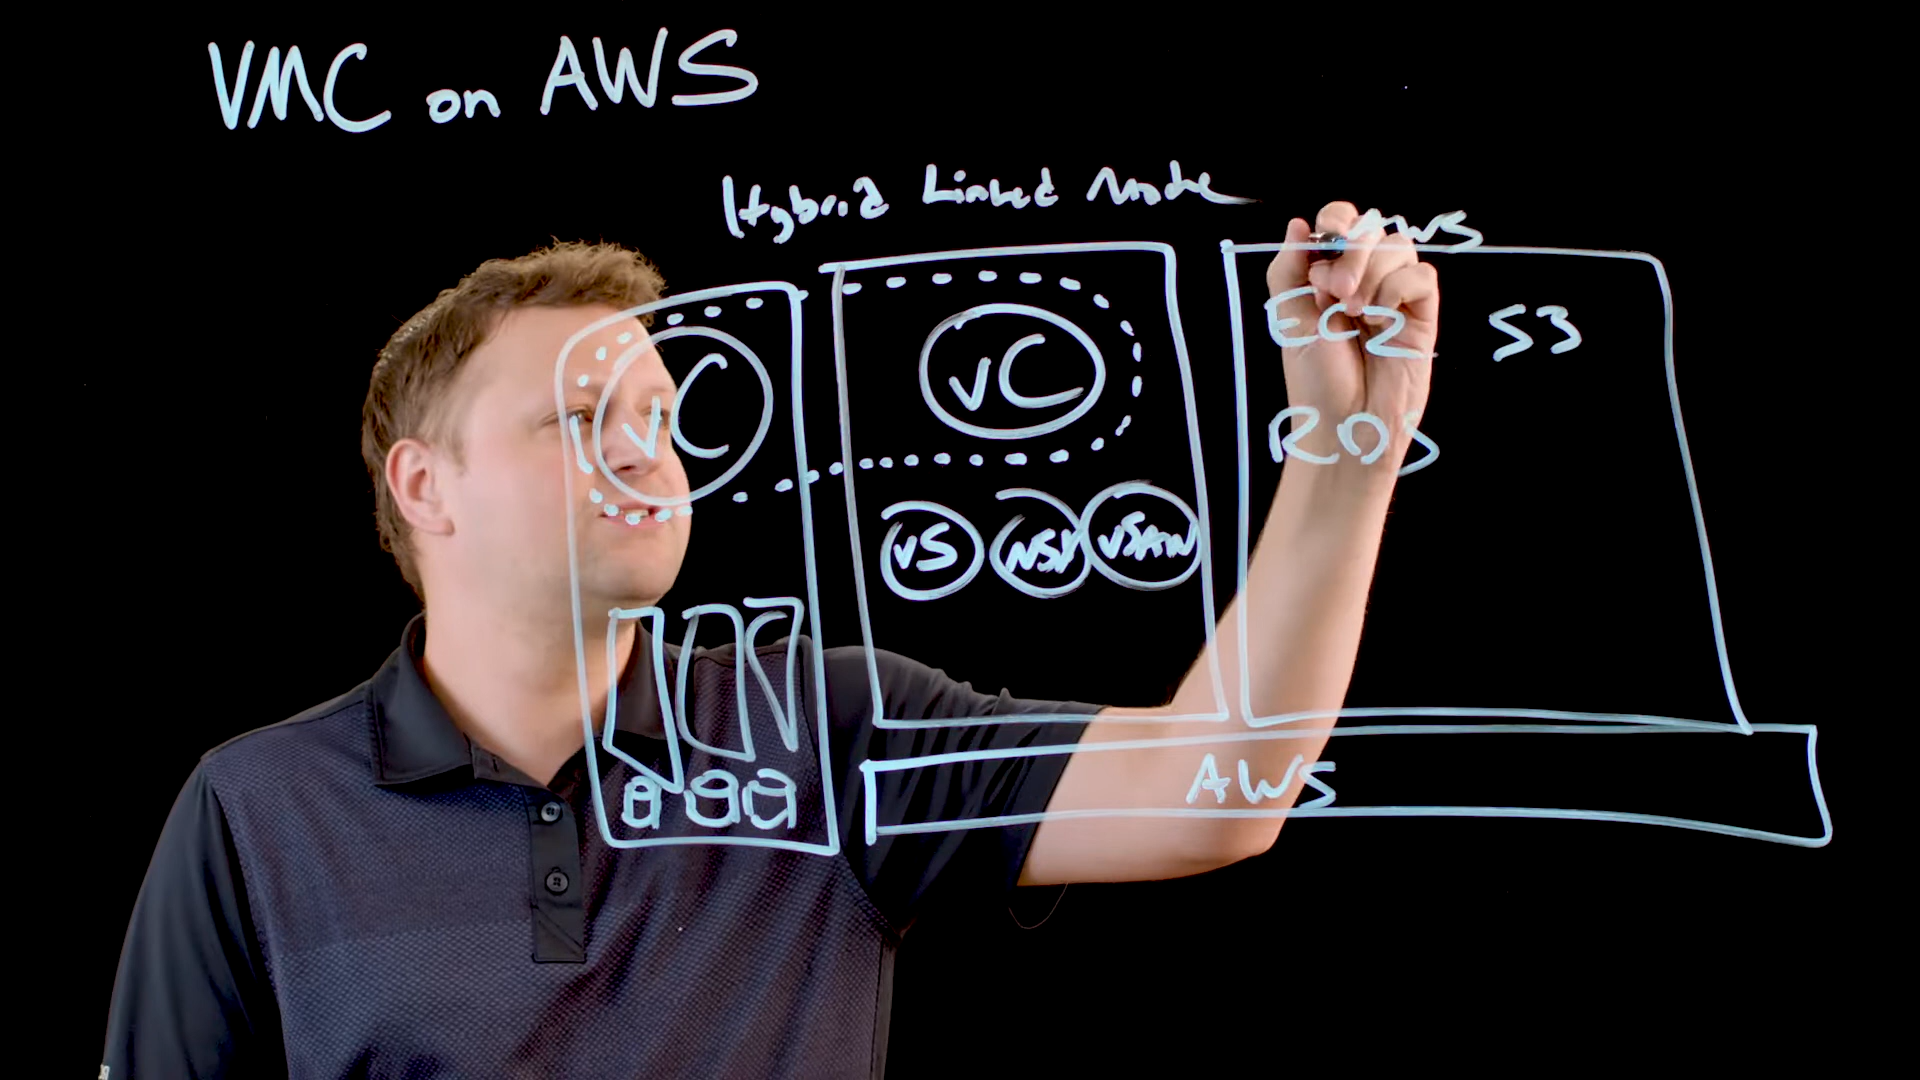 VMC on AWS
Hybrid Linked Mode
AWS
vC
vC
EC2 S3
RDS
vS NSX vSAN
AWS